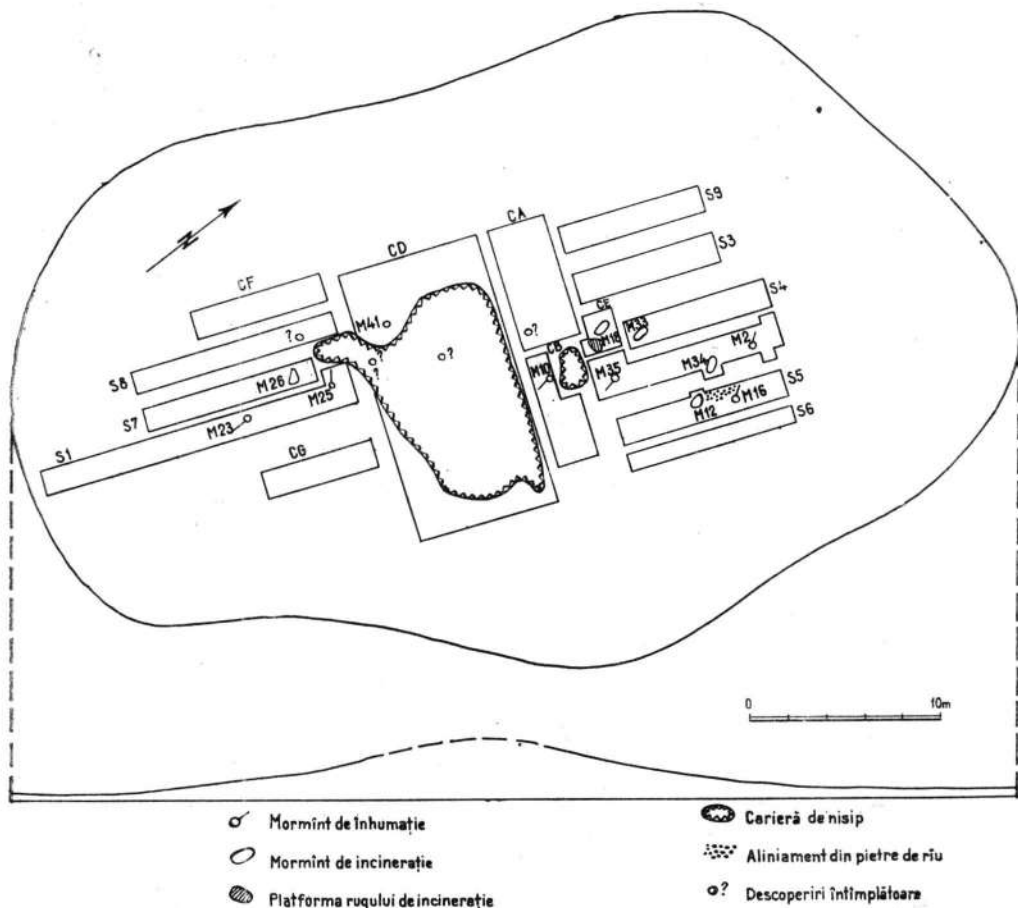 S9
CA
S3
CD
CF
S4
CE
M41
M33
M18
M2
?
?
CB
?
?
S8
M10
M35
M34
M26
M25
S5
S7
M12
M16
M23
S6
S1
CG
N
0 10m
Mormînt de înhumație
Mormînt de incinerație
Platforma rugului de incinerație
Carieră de nisip
Aliniament din pietre de rîu
? Descoperiri întîmplătoare